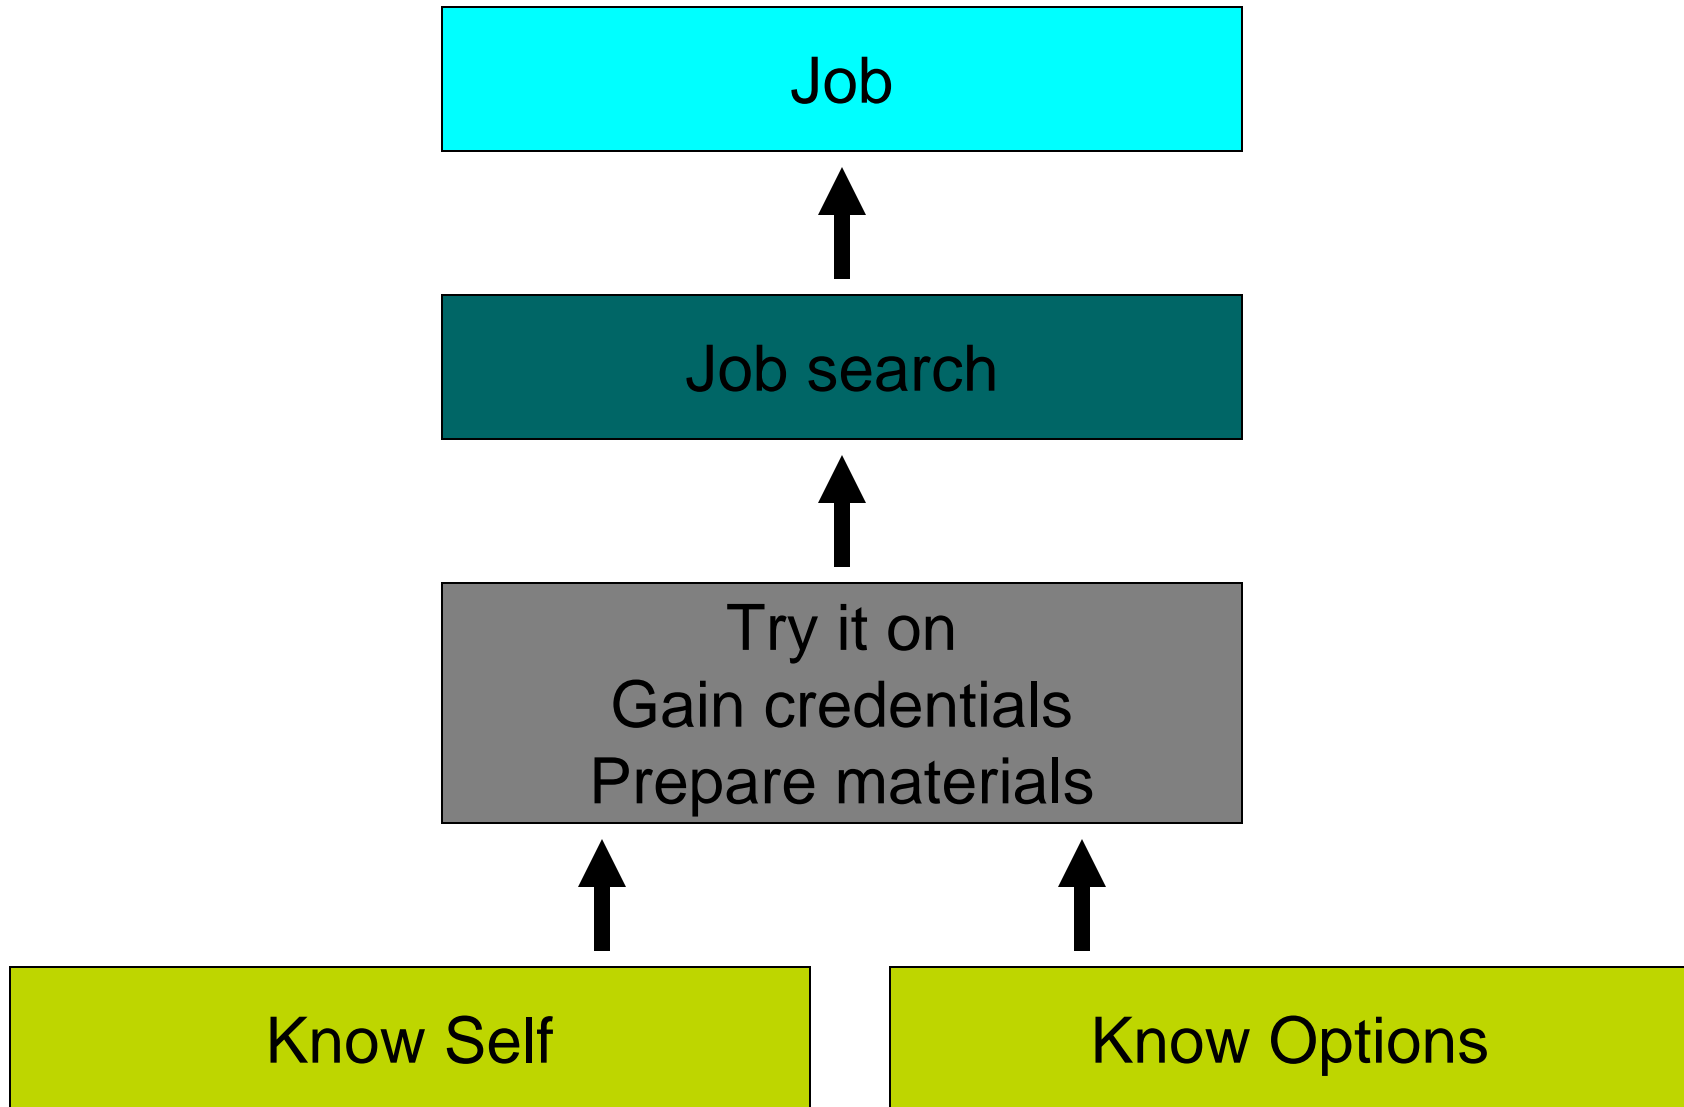 Job
Job search
Try it on
Gain credentials
Prepare materials
Know Self
Know Options